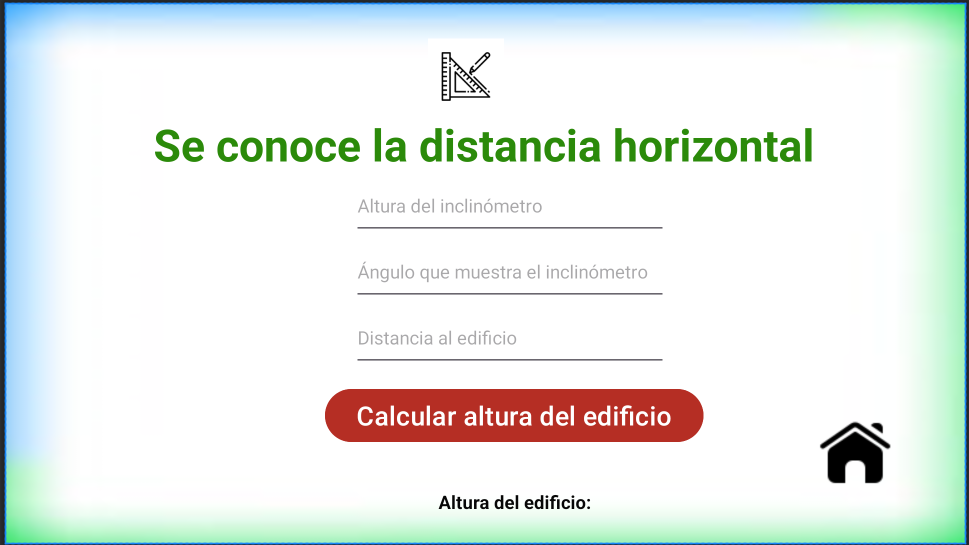 Se conoce la distancia horizontal
Altura del inclinómetro
Ángulo que muestra el inclinómetro
Distancia al edificio
Calcular altura del edificio
Altura del edificio: